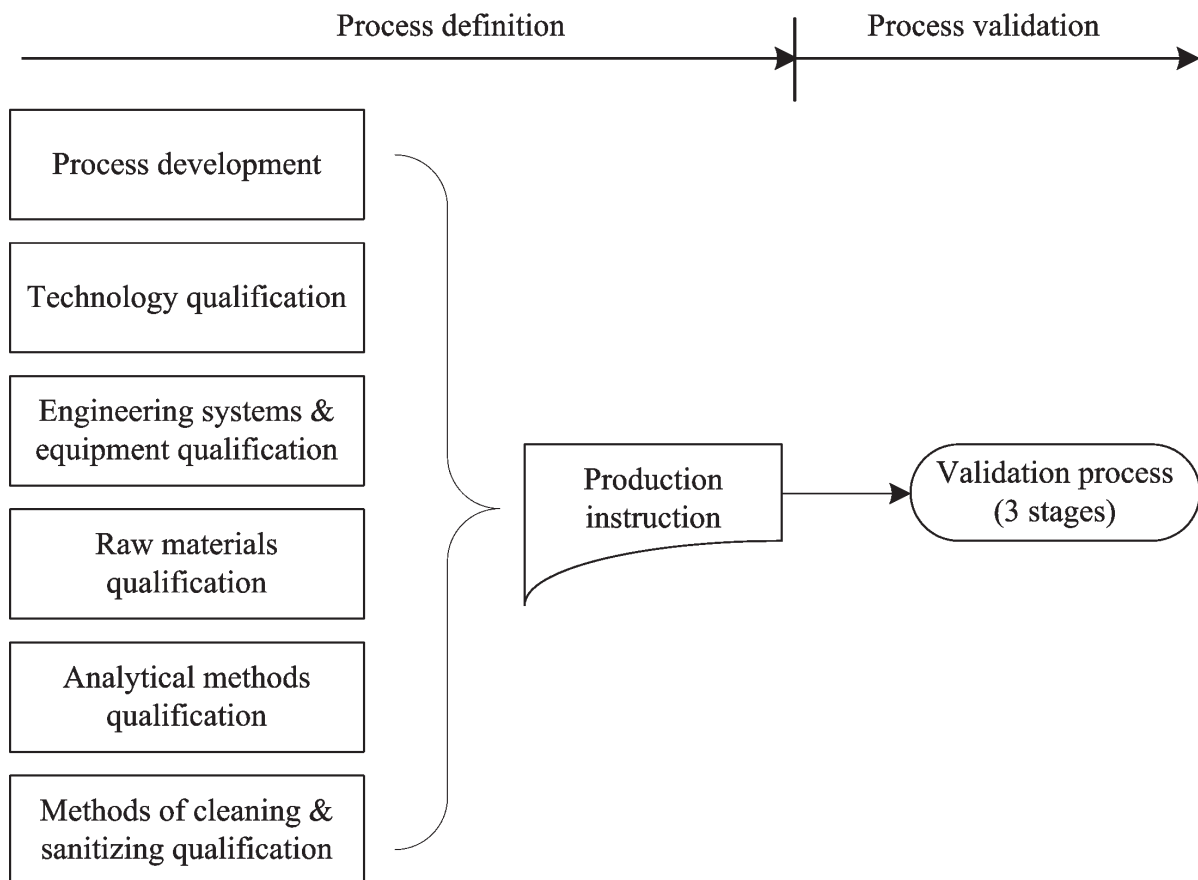 Process definition
Process validation
Process development
Technology qualification
Engineering systems &
equipment qualification
Raw materials
qualification
Analytical methods
qualification
Methods of cleaning &
sanitizing qualification
Production
instruction
Validation process
(3 stages)